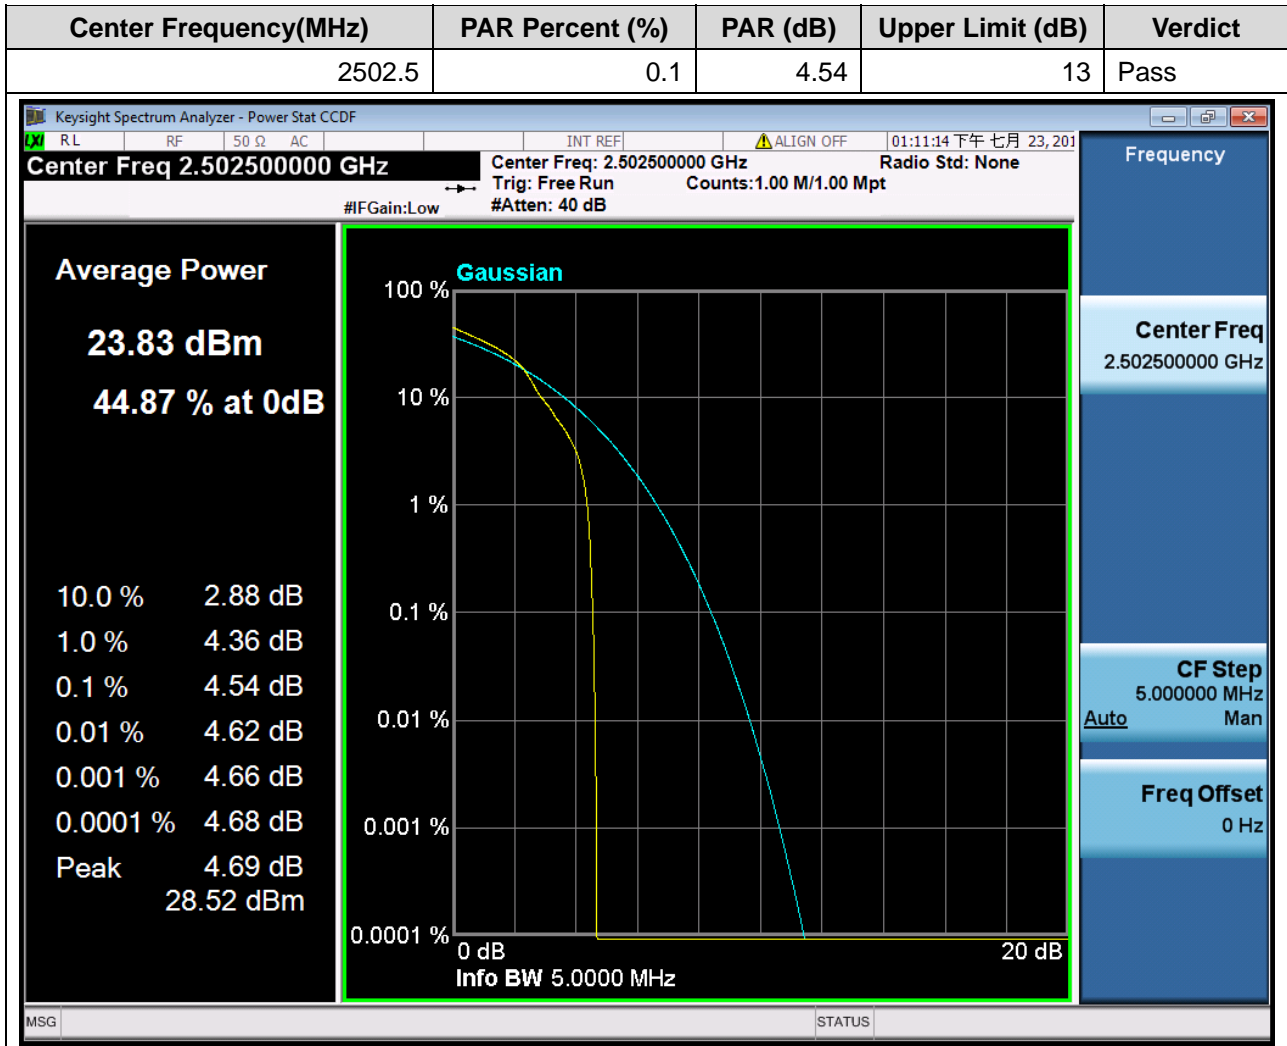 Center Frequency(MHz) PAR Percent (%) PAR (dB) Upper Limit (dB) Verdict
2502.5 0.1 4.54 13 Pass
Keysight Spectrum Analyzer - Power Stat CCDF
LXI RL RF 50 Ω AC INT REF ALIGN OFF 01:11:14 下午 七月 23, 201
Center Freq 2.502500000 GHz
Center Freq: 2.502500000 GHz Radio Std: None
Trig: Free Run Counts:1.00 M/1.00 Mpt
#IFGain:Low #Atten: 40 dB
Frequency
Average Power
23.83 dBm
44.87 % at 0dB
10.0 % 2.88 dB
1.0 % 4.36 dB
0.1 % 4.54 dB
0.01 % 4.62 dB
0.001 % 4.66 dB
0.0001 % 4.68 dB
Peak 4.69 dB
28.52 dBm
Gaussian
100 %
10 %
1 %
0.1 %
0.01 %
0.001 %
0.0001 %
0 dB 20 dB
Info BW 5.0000 MHz
Center Freq
2.502500000 GHz
CF Step
5.000000 MHz
Auto Man
Freq Offset
0 Hz
MSG STATUS